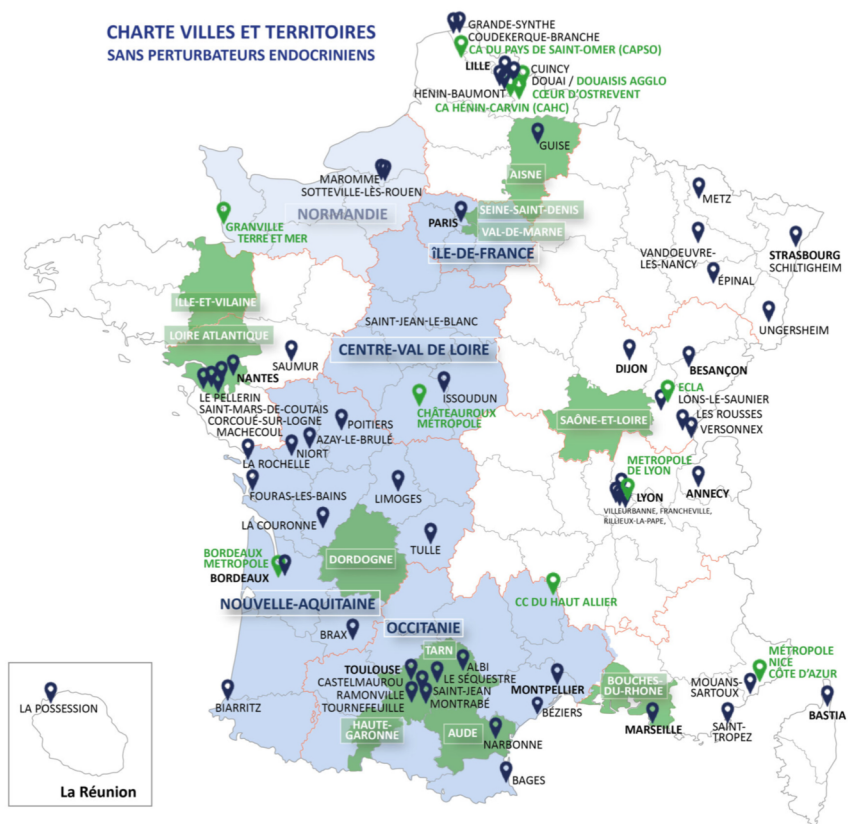 CHARTE VILLES ET TERRITOIRES
SANS PERTURBATEURS ENDOCRINIENS
GRANDE-SYNTHE
COUDEKERQUE-BRANCHE
CA DU PAYS DE SAINT-OMER (CAPSO)
LILLE
CUINCY
DOUAI / DOUAISIS AGGLO
HENIN-BAUMONT
CŒUR D'OSTREVENT
CA HÉNIN-CARVIN (CAHC)
GUISE
AISNE
MAROMME
SOTTEVILLE-LÈS-ROUEN
NORMANDIE
GRANVILLE
TERRE ET MER
PARIS
SEINE-SAINT-DENIS
VAL-DE-MARNE
ÎLE-DE-FRANCE
METZ
VANDOEUVRE-
LES-NANCY
STRASBOURG
SCHILTIGHEIM
ÉPINAL
UNGERSHEIM
ILLE-ET-VILAINE
LOIRE ATLANTIQUE
SAINT-JEAN-LE-BLANC
CENTRE-VAL DE LOIRE
SAUMUR
NANTES
LE PELLERIN
SAINT-MARS-DE-COUTAIS
CORCOUÉ-SUR-LOGNE
MACHECOUL
ISSOUDUN
CHÂTEAUROUX
MÉTROPOLE
DIJON
BESANÇON
ECLA
LONS-LE-SAUNIER
LES ROUSSES
VERSONNEX
SAÔNE-ET-LOIRE
POITIERS
AZAY-LE-BRULÉ
NIORT
LA ROCHELLE
FOURAS-LES-BAINS
LIMOGES
METROPOLE
DE LYON
LYON
VILLEURBANNE, FRANCHEVILLE,
RILLIEUX-LA-PAPE,
ANNECY
LA COURONNE
TULLE
DORDOGNE
BORDEAUX
METROPOLE
BORDEAUX
NOUVELLE-AQUITAINE
CC DU HAUT ALLIER
BRAX
OCCITANIE
TARN
ALBI
LE SÉQUESTRE
TOULOUSE
CASTELMAUROU
RAMONVILLE
TOURNEFEUILLE
SAINT-JEAN
MONTRABÉ
MONTPELLIER
BÉZIERS
HAUTE-
GARONNE
AUDE
NARBONNE
BAGES
BIARRITZ
BOUCHES-
DU-RHONE
MARSEILLE
MÉTROPOLE
NICE
CÔTE D'AZUR
MOUANS-
SARTOUX
SAINT-
TROPEZ
BASTIA
LA POSSESSION
La Réunion